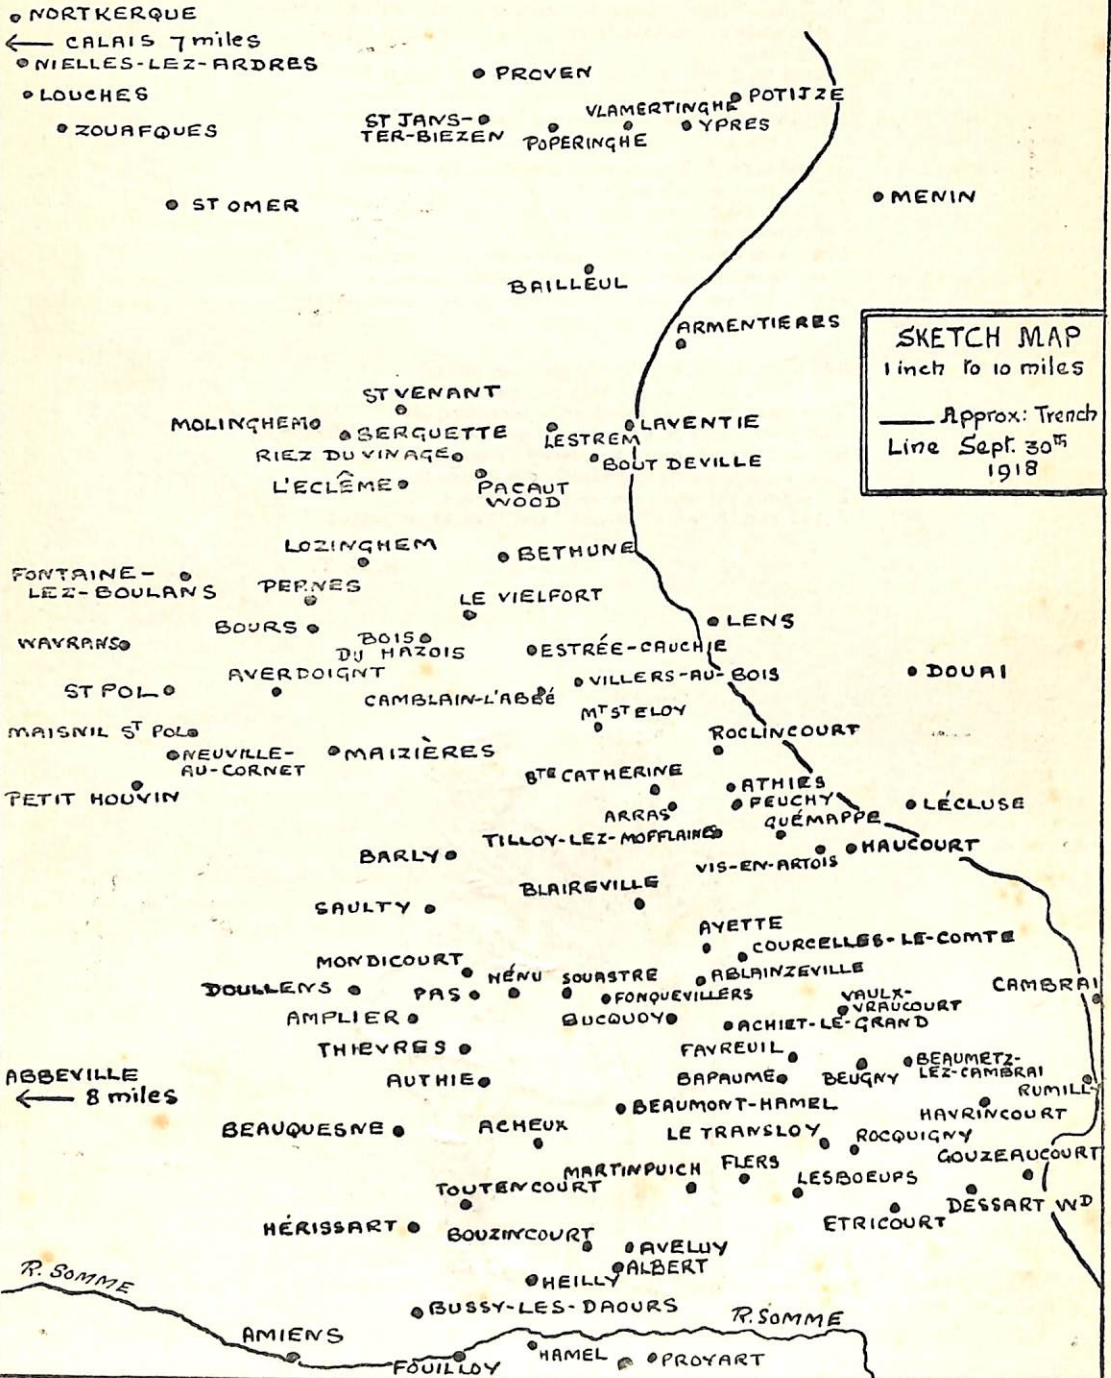 NORTKERQUE
← CALAIS 7 miles
NIELLES-LEZ-ARDRES
LOUCHES
ZOUAFQUES
PROVEN
POTIJZE
VLAMERTINGHE
ST JANS-
TER-BIEZEN
POPERINGHE
YPRES
ST OMER
MENIN
BAILLEUL
ARMENTIERES
SKETCH MAP
1 inch to 10 miles
Approx: Trench
Line Sept. 30th
1918
ST VENANT
MOLINGHEM
SERGUETTE
LESTREM
LAVENTIE
RIEZ DU VINAGE
BOUT DEVILLE
L'ECLÊME
PACAUT
WOOD
LOZINGHEM
BETHUNE
FONTAINE-
LEZ-BOULANS
PERNES
LE VIELFORT
BOURS
LENS
WAVRANS
BOIS
DU HAZOIS
ESTRÉE-CAUCHIE
AVERDOIGNT
VILLERS-AU-BOIS
DOUAI
ST POL
CAMBLAIN-L'ABBÉ
MT ST ELOY
MAISNIL ST POL
ROCLINCOURT
NEUVILLE-
AU-CORNET
MAIZIÈRES
STE CATHERINE
ATHIES
PETIT HOUVIN
FEUCHY
LÉCLUSE
ARRAS
GUÉMAPPE
TILLOY-LEZ-MOFFLAINES
BARLY
HAUCOURT
VIS-EN-ARTOIS
BLAIREVILLE
SAULTY
AYETTE
COURCELLES-LE-COMTE
MONDICOURT
ABLAINZEVILLE
DOULLENS
PAS
HÉNU
SOUASTRE
FONQUEVILLERS
VAULX-
VRAUCOURT
CAMBRAI
AMPLIER
BUCQUOY
ACHIET-LE-GRAND
THIEVRES
FAVREUIL
BEAUMETZ-
LEZ-CAMBRAI
ABBEVILLE
← 8 miles
AUTHIE
BAPAUME
BEUGNY
RUMILLY
BEAUMONT-HAMEL
HAVRINCOURT
BEAUQUESNE
ACHEUX
LE TRANSLOY
ROCQUIGNY
GOUZEAUCOURT
MARTINPUICH
FLERS
LESBOEUFS
TOUTENCOURT
DESSART WD
HÉRISSART
ETRICOURT
BOUZINCOURT
AVELUY
ALBERT
HEILLY
R. SOMME
BUSSY-LES-DAOURS
R. SOMME
AMIENS
FOUILLOY
HAMEL
PROYART